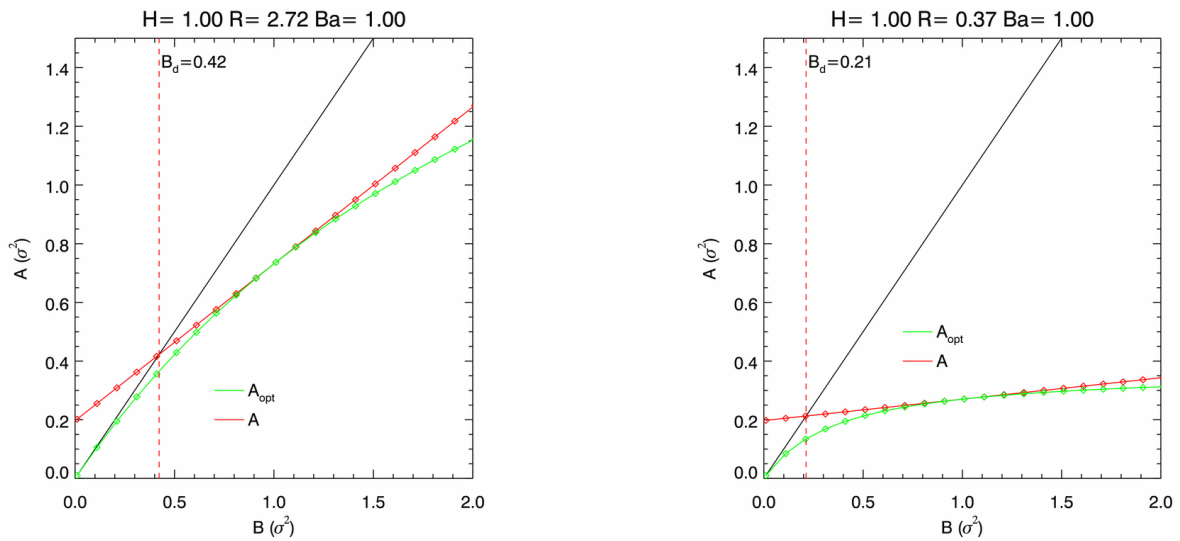 H= 1.00 R= 2.72 Ba= 1.00
1.4
1.2
1.0
0.8
0.6
0.4
0.2
0.0
A (σ²)
B_d=0.42
A_opt
A
0.0 0.5 1.0 1.5 2.0
B (σ²)
H= 1.00 R= 0.37 Ba= 1.00
1.4
1.2
1.0
0.8
0.6
0.4
0.2
0.0
A (σ²)
B_d=0.21
A_opt
A
0.0 0.5 1.0 1.5 2.0
B (σ²)